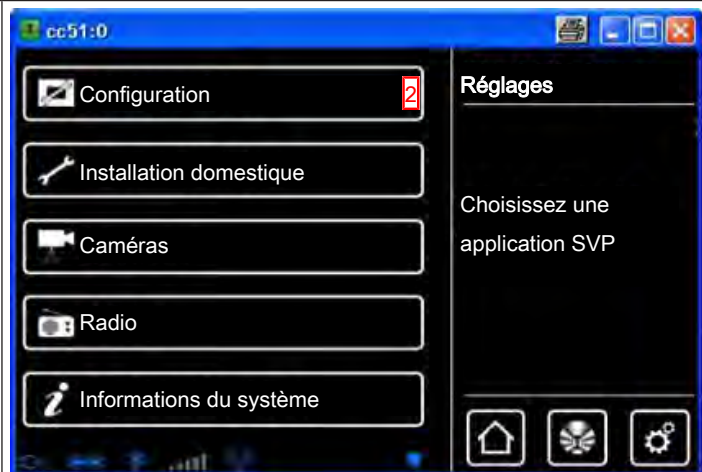 cc51:0
Configuration 2
Installation domestique
Caméras
Radio
Informations du système
Réglages
Choisissez une
application SVP